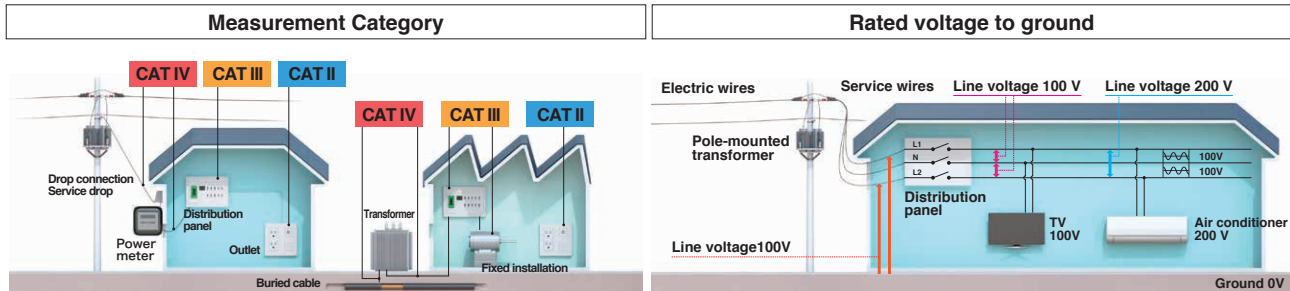 Measurement Category
CAT IV
CAT III
CAT II
CAT IV
CAT III
CAT II
Drop connection
Service drop
Power
meter
Distribution
panel
Outlet
Transformer
Fixed installation
Buried cable
Rated voltage to ground
Electric wires
Service wires
Line voltage 100 V
Line voltage 200 V
Pole-mounted
transformer
L1
N
L2
100V
100V
Distribution
panel
TV
100V
Air conditioner
200 V
Line voltage100V
Ground 0V